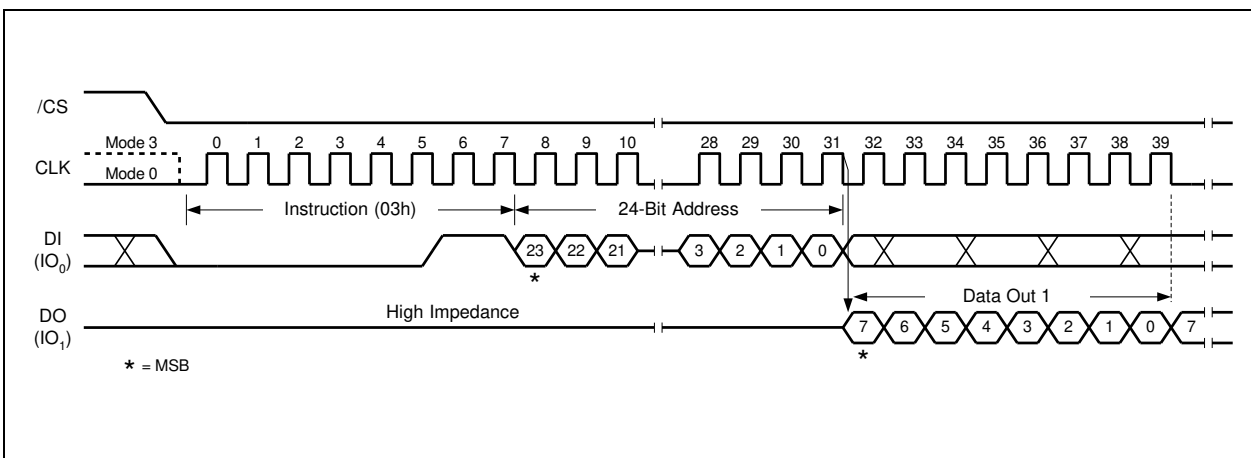 /CS
Mode 3 0 1 2 3 4 5 6 7 8 9 10 28 29 30 31 32 33 34 35 36 37 38 39
CLK
Mode 0
Instruction (03h) 24-Bit Address
DI
(IO0)
23 22 21 3 2 1 0
*
Data Out 1
High Impedance
DO
(IO1)
7 6 5 4 3 2 1 0 7
*
* = MSB